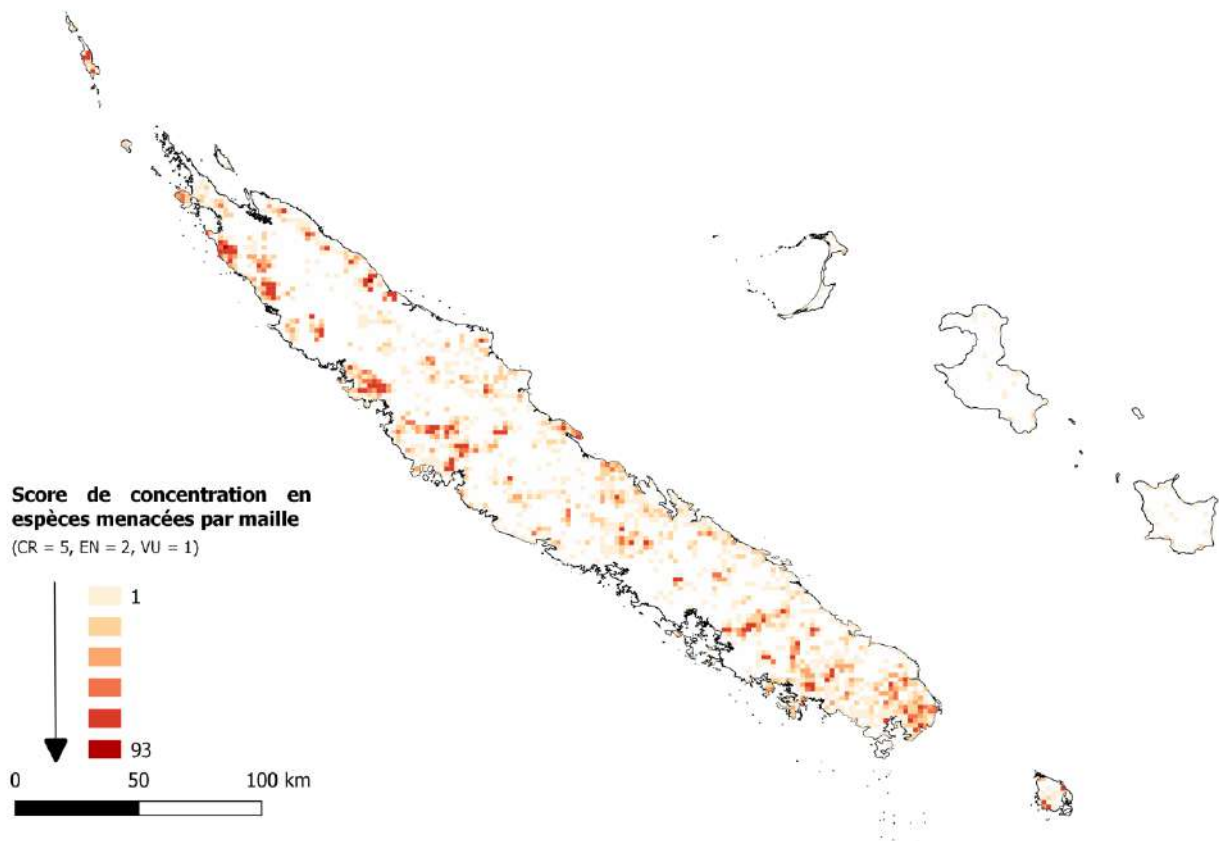 Score de concentration en
espèces menacées par maille
(CR = 5, EN = 2, VU = 1)
1
93
0 50 100 km